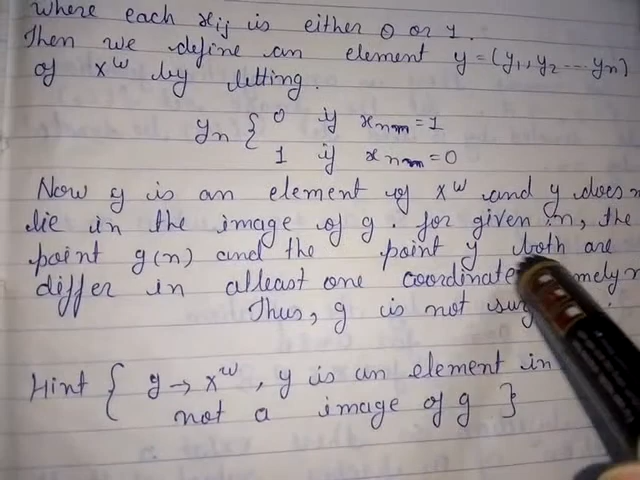 where each x_ij is either 0 or 1.
Then we define an element y = (y1, y2 .... yn)
of x^ω by letting.
yn { 0 if x_nm = 1
1 if x_nm = 0
Now y is an element of x^ω and y does
lie in the image of g. for given n, the
point g(n) and the point y both are
differ in atleast one coordinate
Thus, g is not
Hint { g → x^ω, y is an element in
not a image of g }